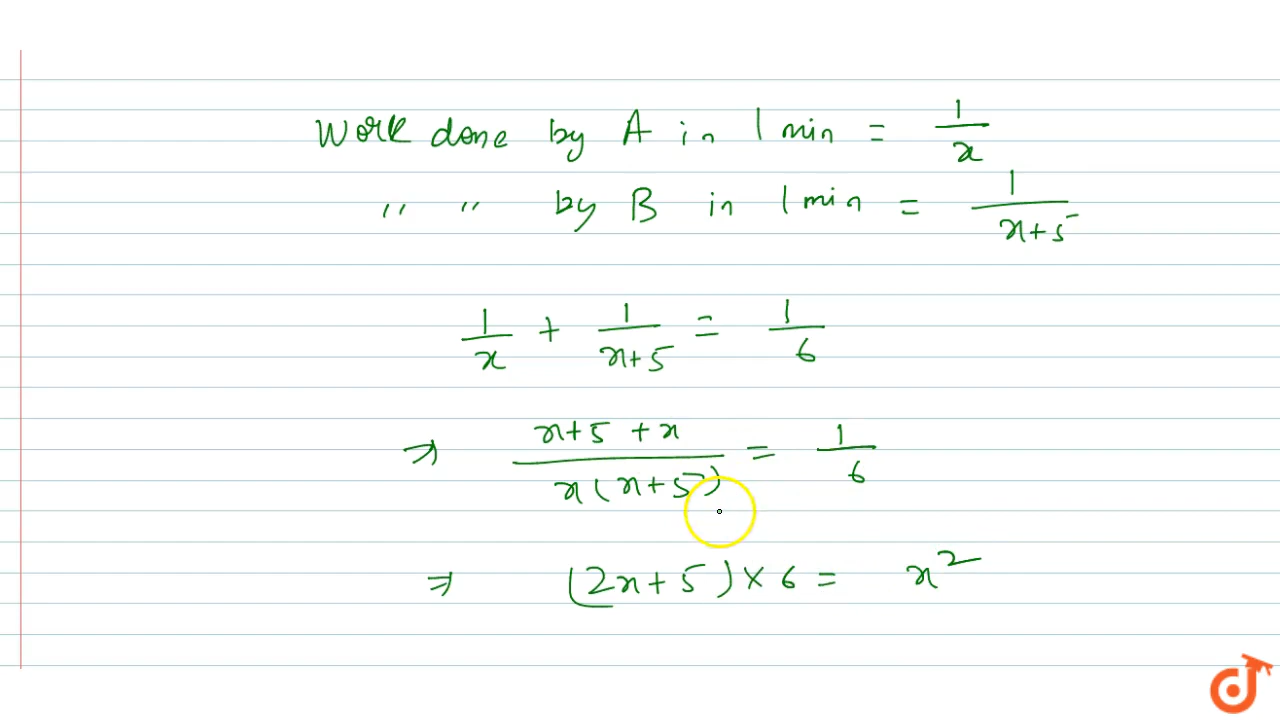 Work done by A in 1 min = 1/x
〃 〃 by B in 1 min = 1/(x+5)
1/x + 1/(x+5) = 1/6
⇒ (x+5+x)/(x(x+5)) = 1/6
⇒ (2x+5)×6 = x²